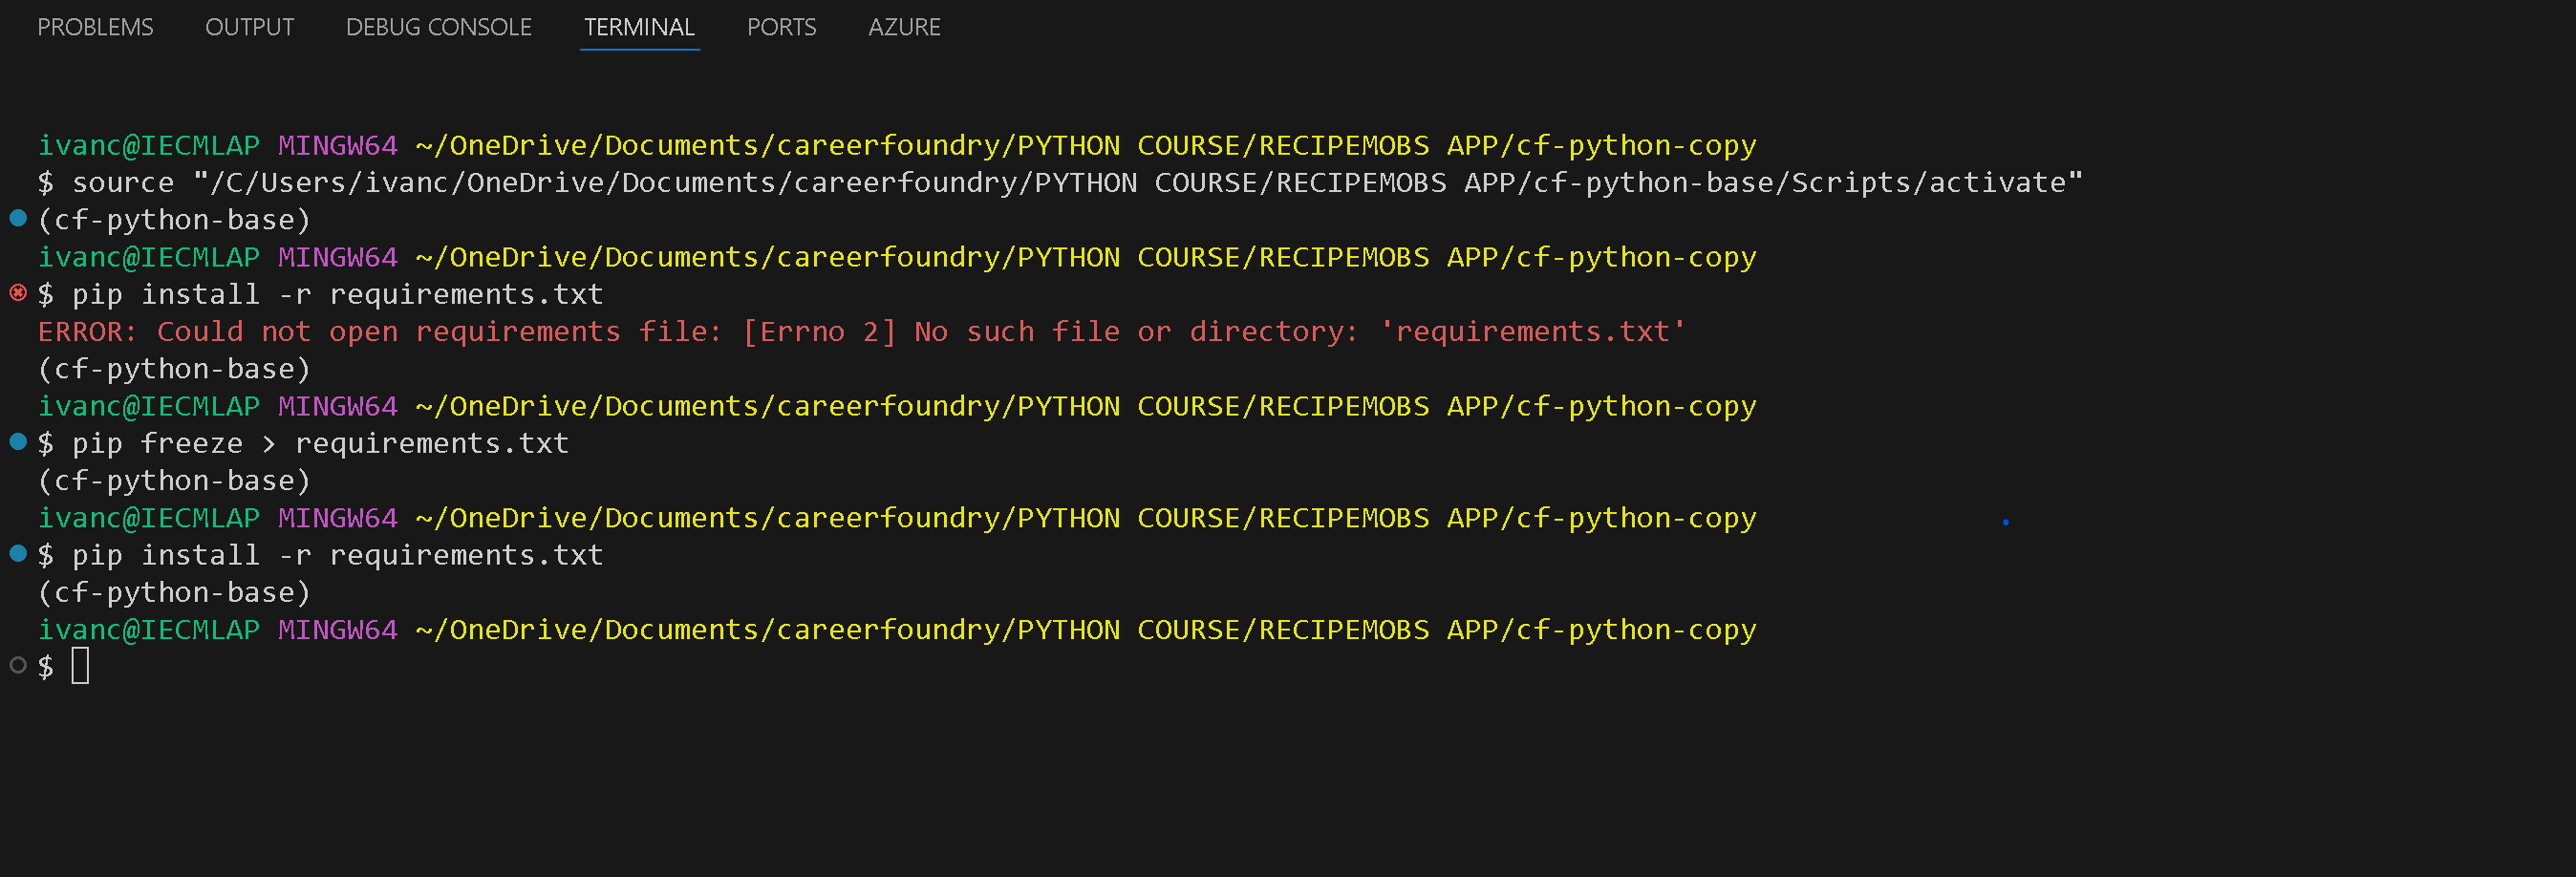 PROBLEMS OUTPUT DEBUG CONSOLE TERMINAL PORTS AZURE
ivanc@IECMLAP MINGW64 ~/OneDrive/Documents/careerfoundry/PYTHON COURSE/RECIPEMOBS APP/cf-python-copy
$ source "/C/Users/ivanc/OneDrive/Documents/careerfoundry/PYTHON COURSE/RECIPEMOBS APP/cf-python-base/Scripts/activate"
(cf-python-base)
ivanc@IECMLAP MINGW64 ~/OneDrive/Documents/careerfoundry/PYTHON COURSE/RECIPEMOBS APP/cf-python-copy
$ pip install -r requirements.txt
ERROR: Could not open requirements file: [Errno 2] No such file or directory: 'requirements.txt'
(cf-python-base)
ivanc@IECMLAP MINGW64 ~/OneDrive/Documents/careerfoundry/PYTHON COURSE/RECIPEMOBS APP/cf-python-copy
$ pip freeze > requirements.txt
(cf-python-base)
ivanc@IECMLAP MINGW64 ~/OneDrive/Documents/careerfoundry/PYTHON COURSE/RECIPEMOBS APP/cf-python-copy
$ pip install -r requirements.txt
(cf-python-base)
ivanc@IECMLAP MINGW64 ~/OneDrive/Documents/careerfoundry/PYTHON COURSE/RECIPEMOBS APP/cf-python-copy
$